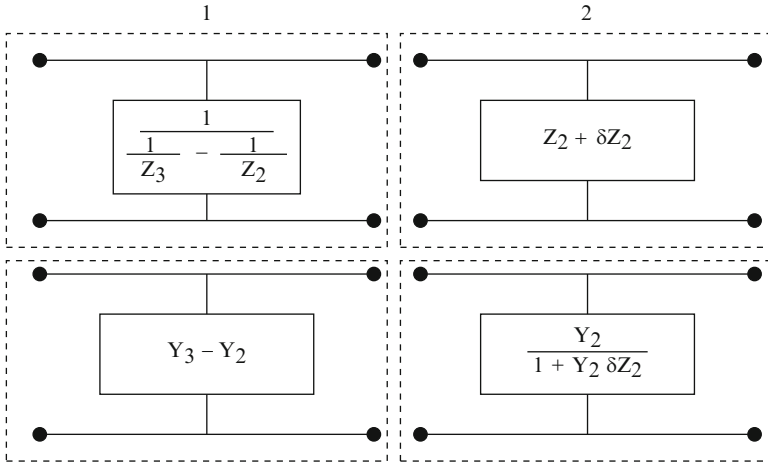 1 2
1
1 1
Z3 − Z2
Z2 + δZ2
Y3 – Y2
Y2
1 + Y2 δZ2